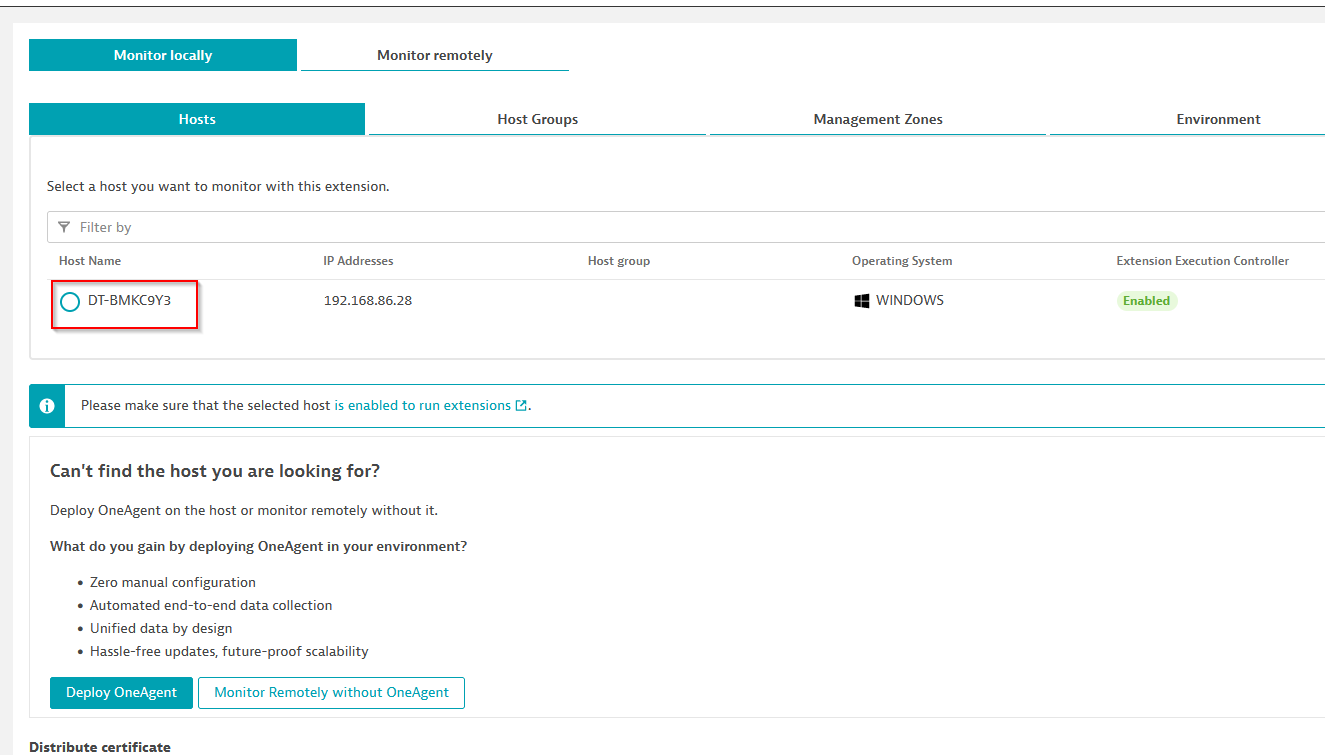 Monitor locally Monitor remotely
Hosts Host Groups Management Zones Environment
Select a host you want to monitor with this extension.
Filter by
Host Name IP Addresses Host group Operating System Extension Execution Controller
DT-BMKC9Y3 192.168.86.28 WINDOWS Enabled
Please make sure that the selected host is enabled to run extensions.
Can't find the host you are looking for?
Deploy OneAgent on the host or monitor remotely without it.
What do you gain by deploying OneAgent in your environment?
• Zero manual configuration
• Automated end-to-end data collection
• Unified data by design
• Hassle-free updates, future-proof scalability
Deploy OneAgent Monitor Remotely without OneAgent
Distribute certificate